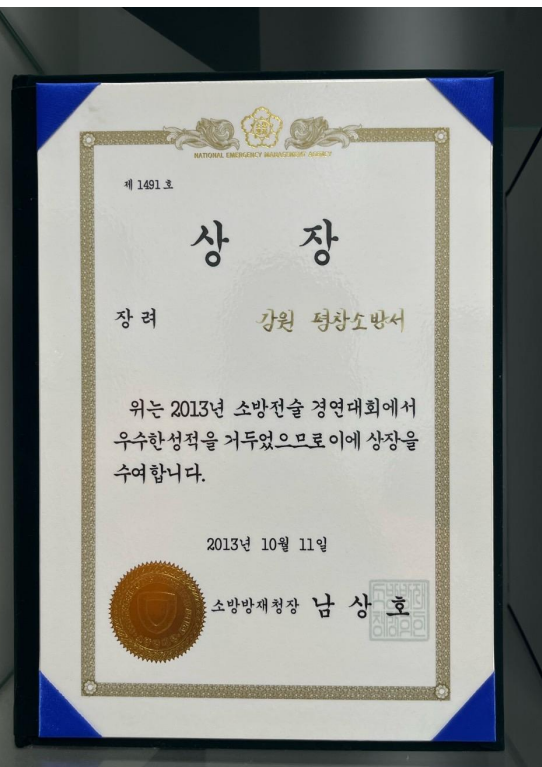 NATIONAL EMERGENCY MANAGEMENT AGENCY
제 1491 호
상 장
장 려 강원 평창소방서
위는 2013년 소방전술 경연대회에서
우수한성적을 거두었으므로 이에 상장을
수여합니다.
2013년 10월 11일
소방방재청장 남 상 호